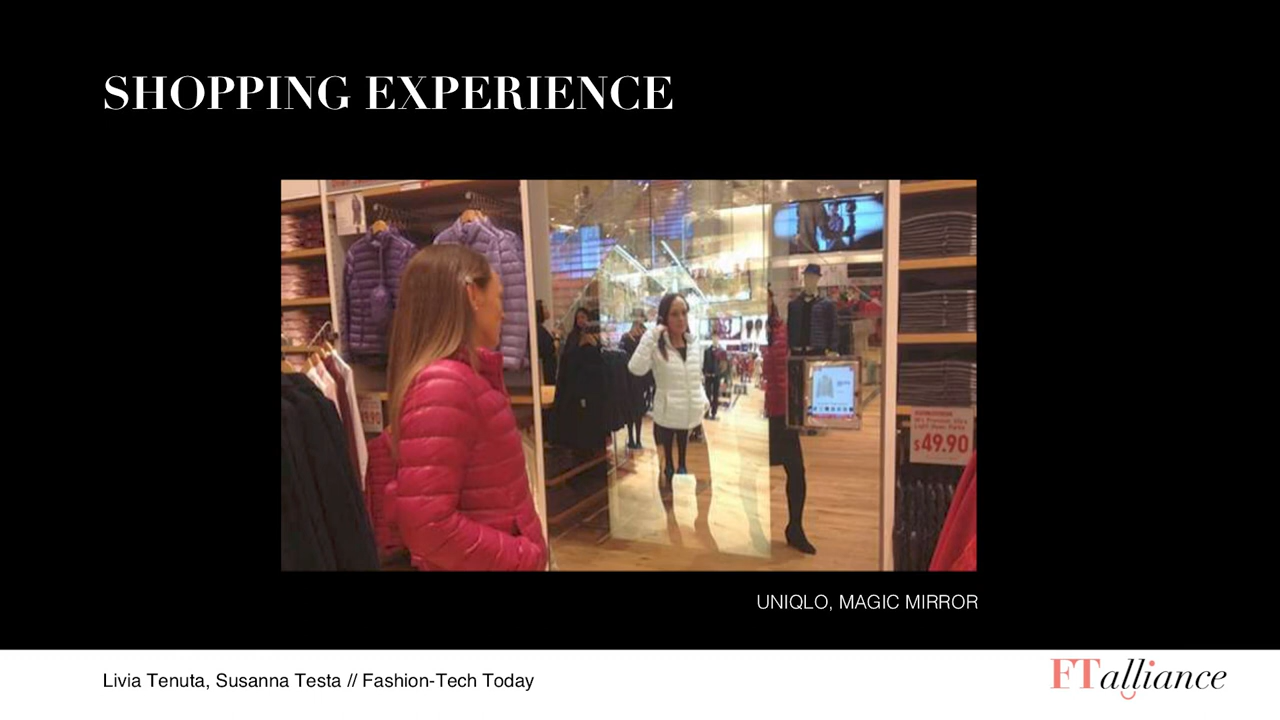 SHOPPING EXPERIENCE
$49.90
UNIQLO, MAGIC MIRROR
Livia Tenuta, Susanna Testa // Fashion-Tech Today
FTalliance